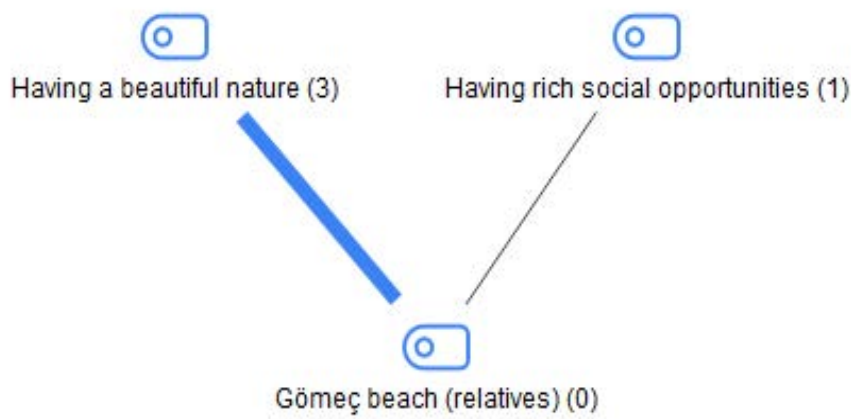 Having a beautiful nature (3)
Having rich social opportunities (1)
Gömeç beach (relatives) (0)